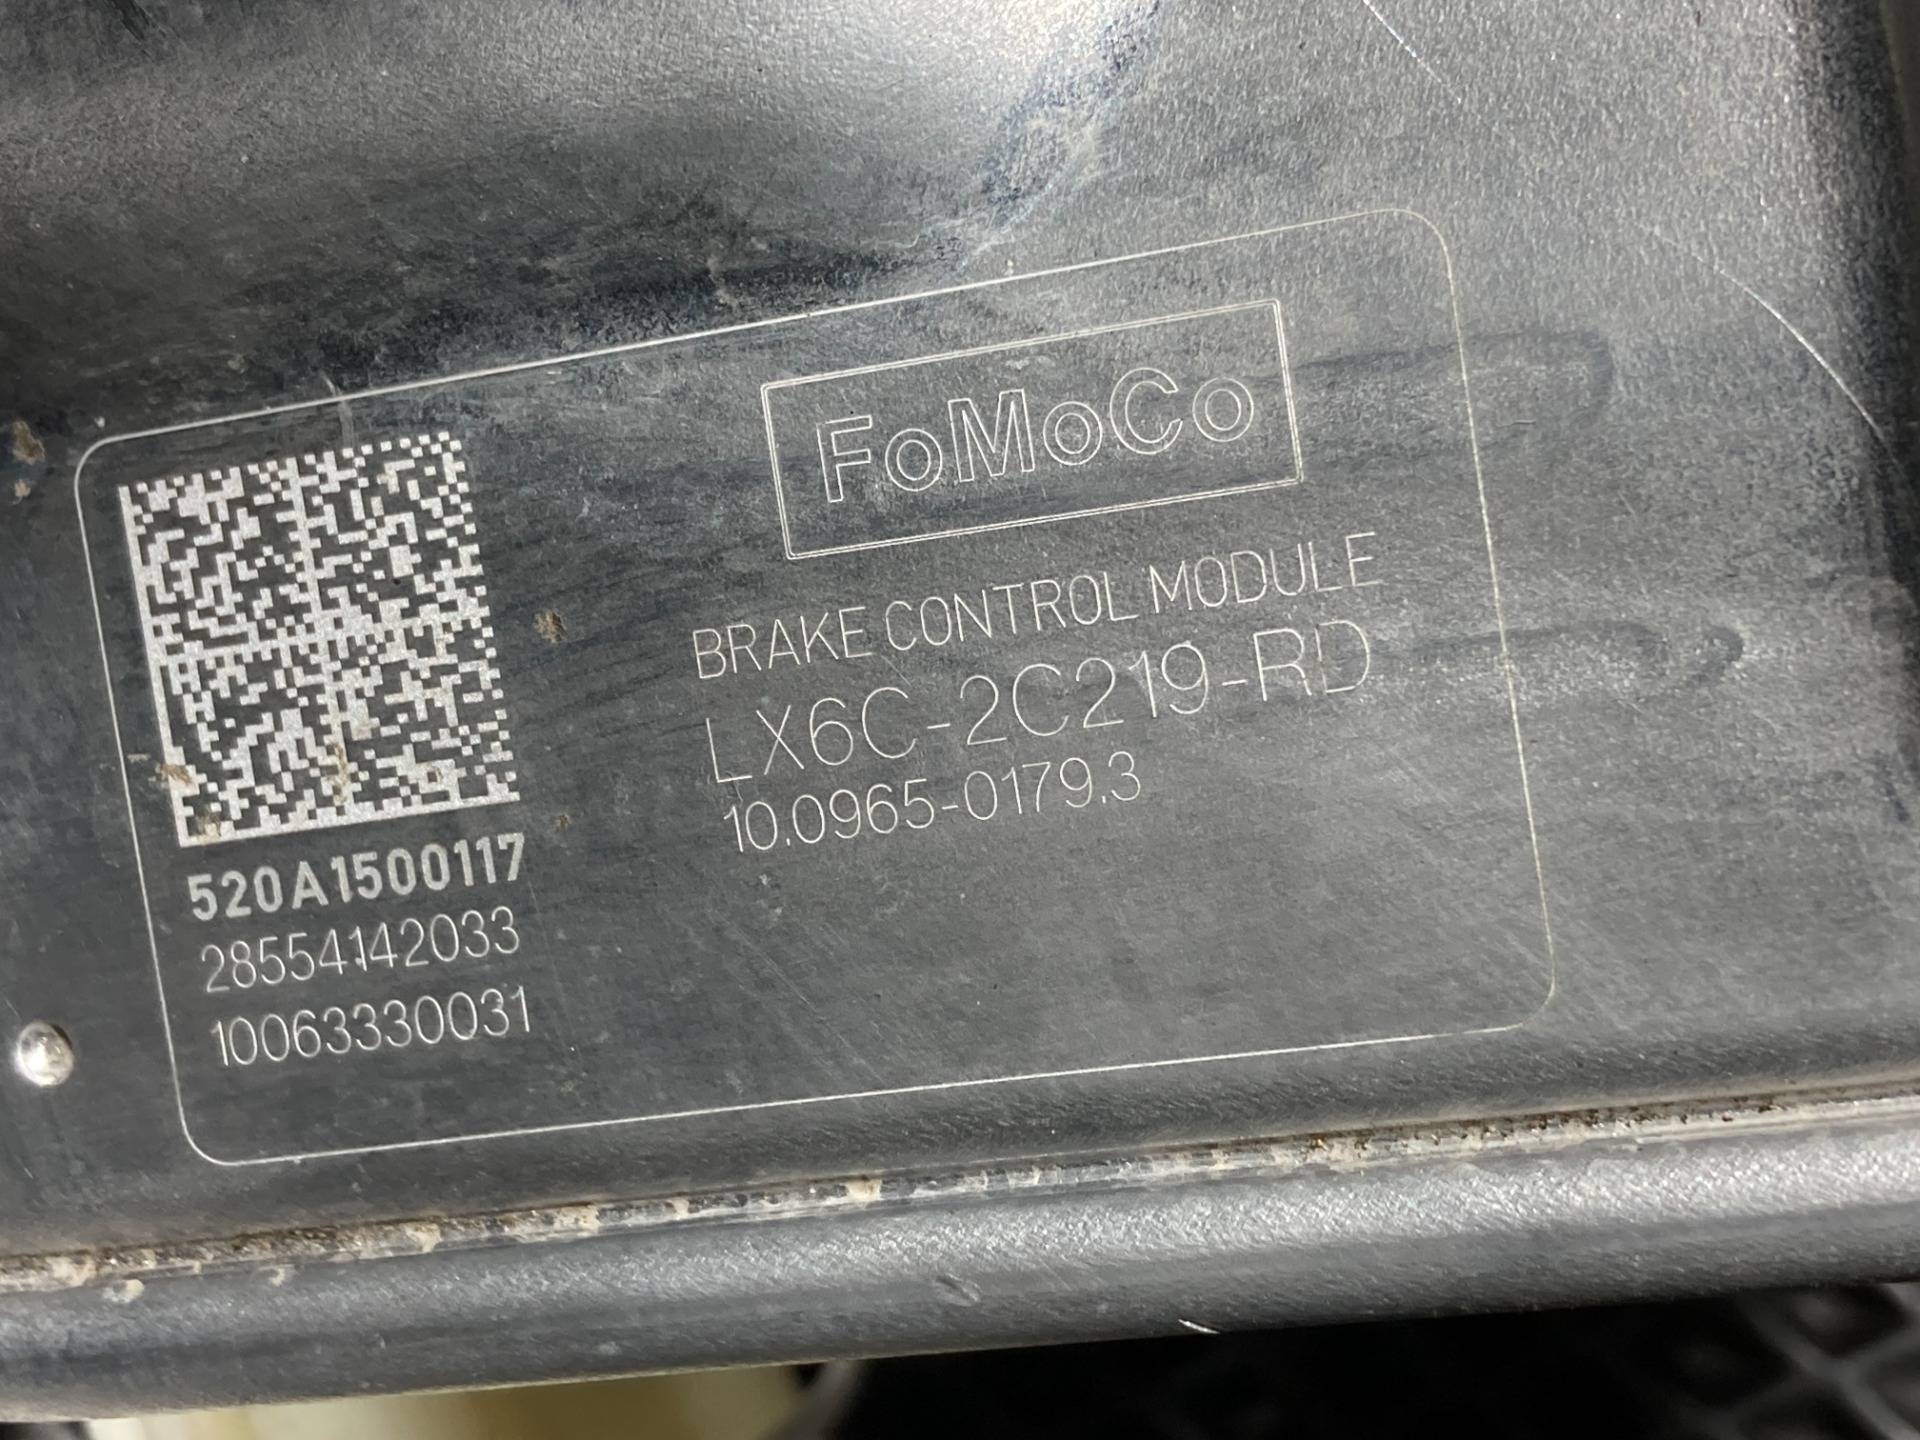 FoMoCo
BRAKE CONTROL MODULE
LX6C-2C219-RD
10.0965-0179.3
520A1500117
28554142033
10063330031